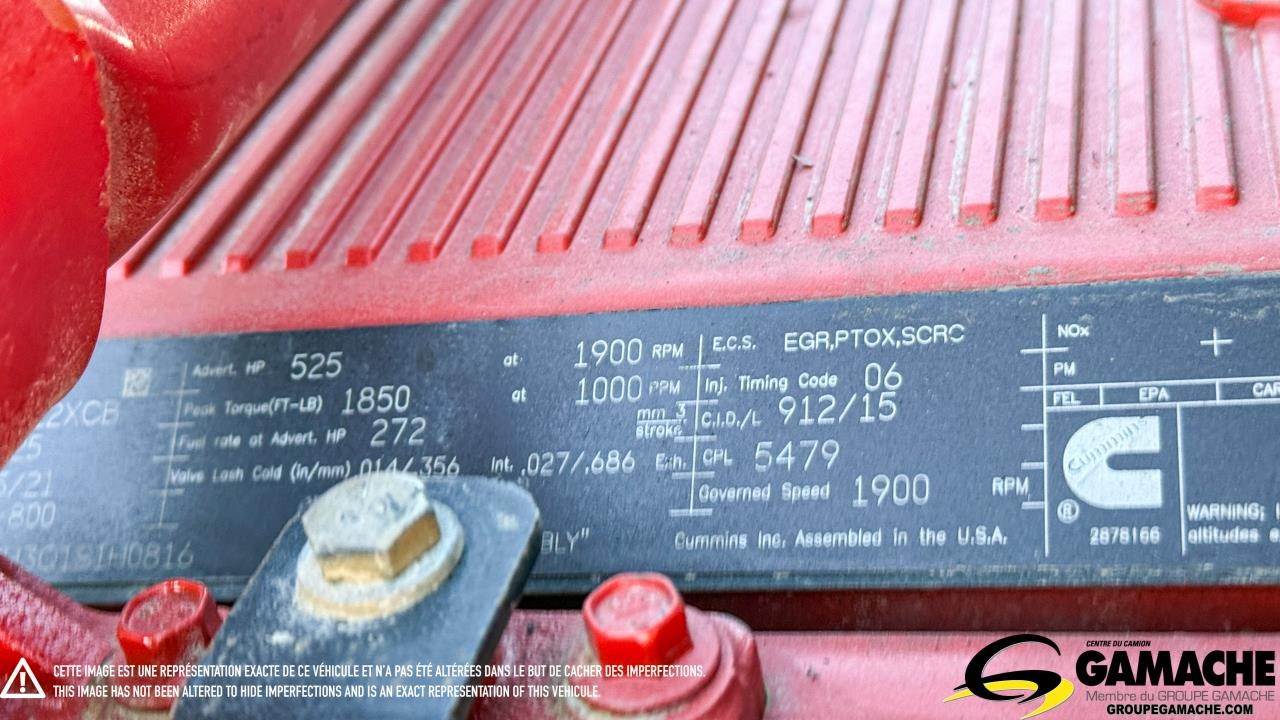 Advert. HP 525 at 1900 RPM
Peak Torque(FT-LB) 1850 at 1000 RPM
Fuel rate at Advert. HP 272 mm 3 stroke
Valve Lash Cold (in/mm) .014/.356 Int. .027/.686 Exh.
2XCB
/21
800
G1SIH0816
BLY"
E.C.S. EGR,PTOX,SCRC
Inj. Timing Code 06
C.I.D./L 912/15
CPL 5479
Governed Speed 1900 RPM
Cummins Inc. Assembled in the U.S.A.
NOx
PM
FEL EPA CAR
Cummins
®
2878166
WARNING:
altitudes
CETTE IMAGE EST UNE REPRÉSENTATION EXACTE DE CE VÉHICULE ET N'A PAS ÉTÉ ALTÉRÉES DANS LE BUT DE CACHER DES IMPERFECTIONS.
THIS IMAGE HAS NOT BEEN ALTERED TO HIDE IMPERFECTIONS AND IS AN EXACT REPRESENTATION OF THIS VEHICLE.
CENTRE DU CAMION
GAMACHE
Membre du GROUPE GAMACHE
GROUPEGAMACHE.COM